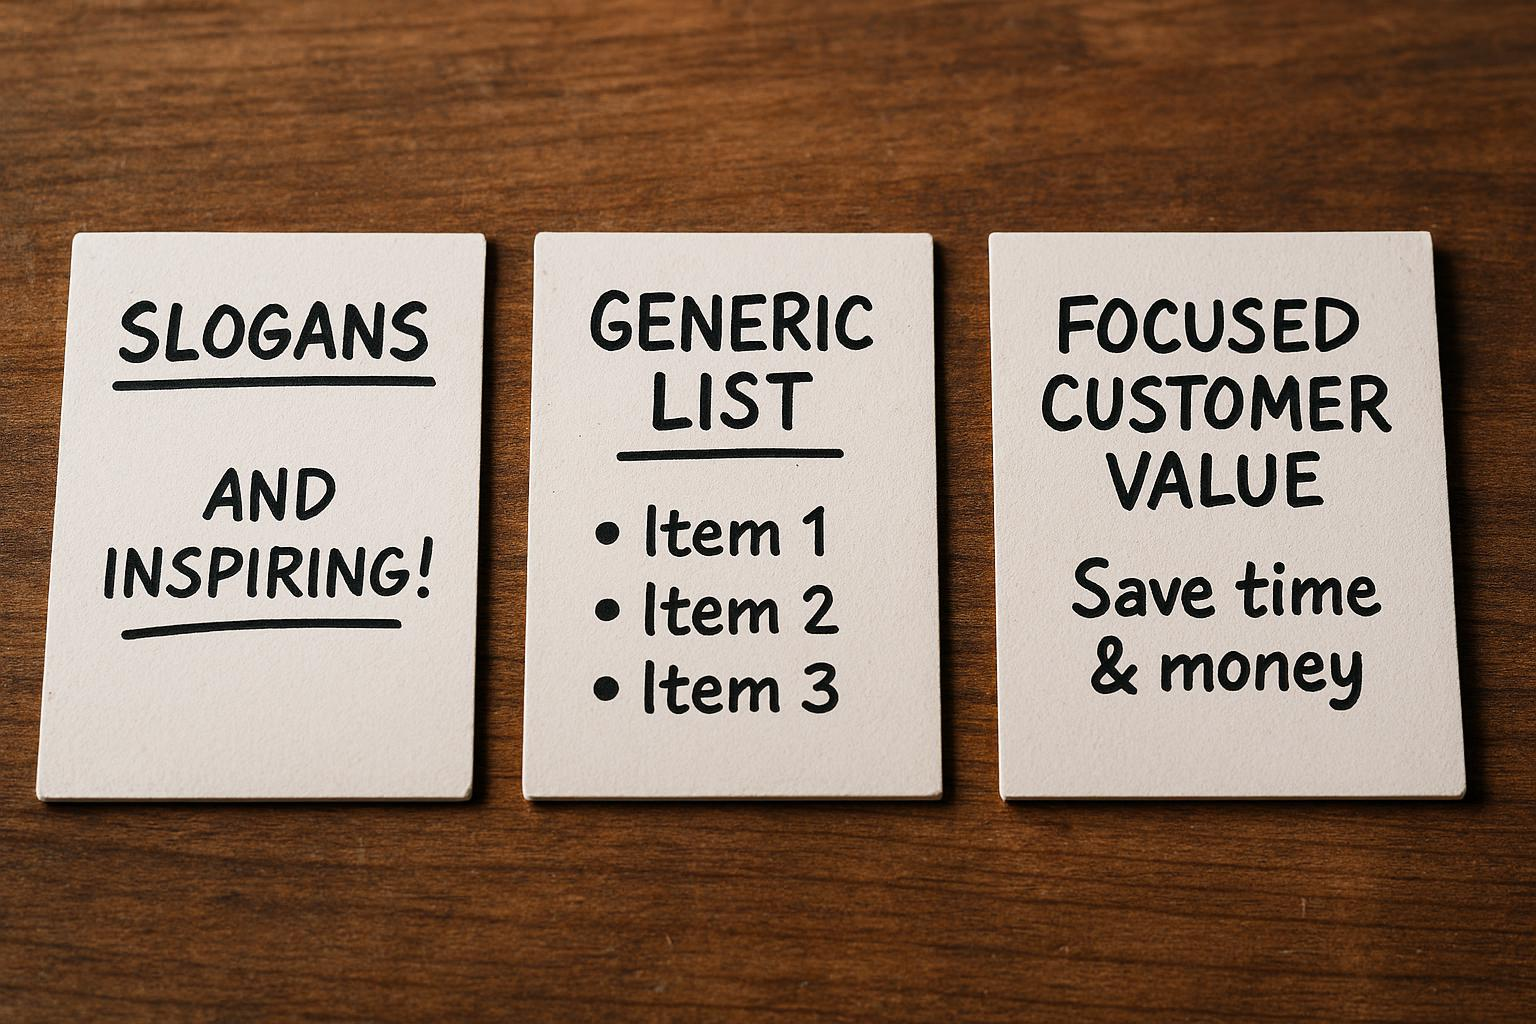 SLOGANS
AND
INSPIRING!
GENERIC
LIST
• Item 1
• Item 2
• Item 3
FOCUSED
CUSTOMER
VALUE
Save time
& money